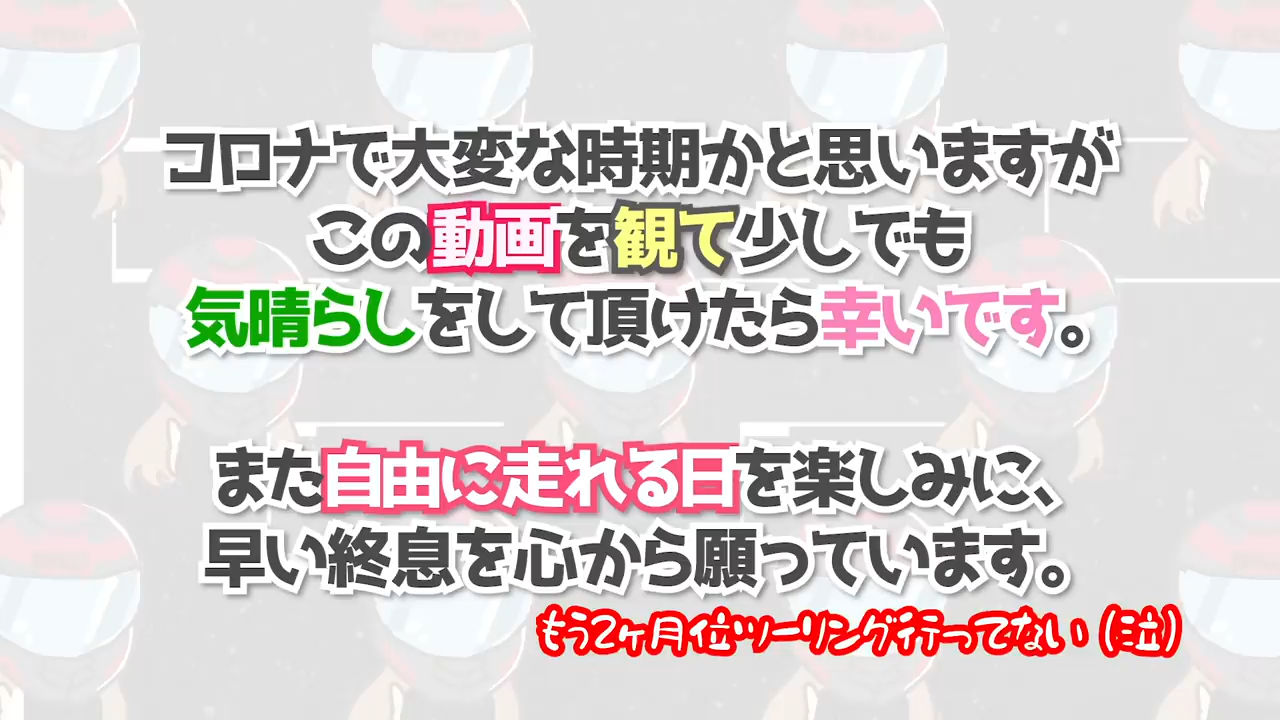 コロナで大変な時期かと思いますが
この動画を観て少しでも
気晴らしをして頂けたら幸いです。
また自由に走れる日を楽しみに、
早い終息を心から願っています。
もう2ヶ月位ツーリング行ってない（泣）